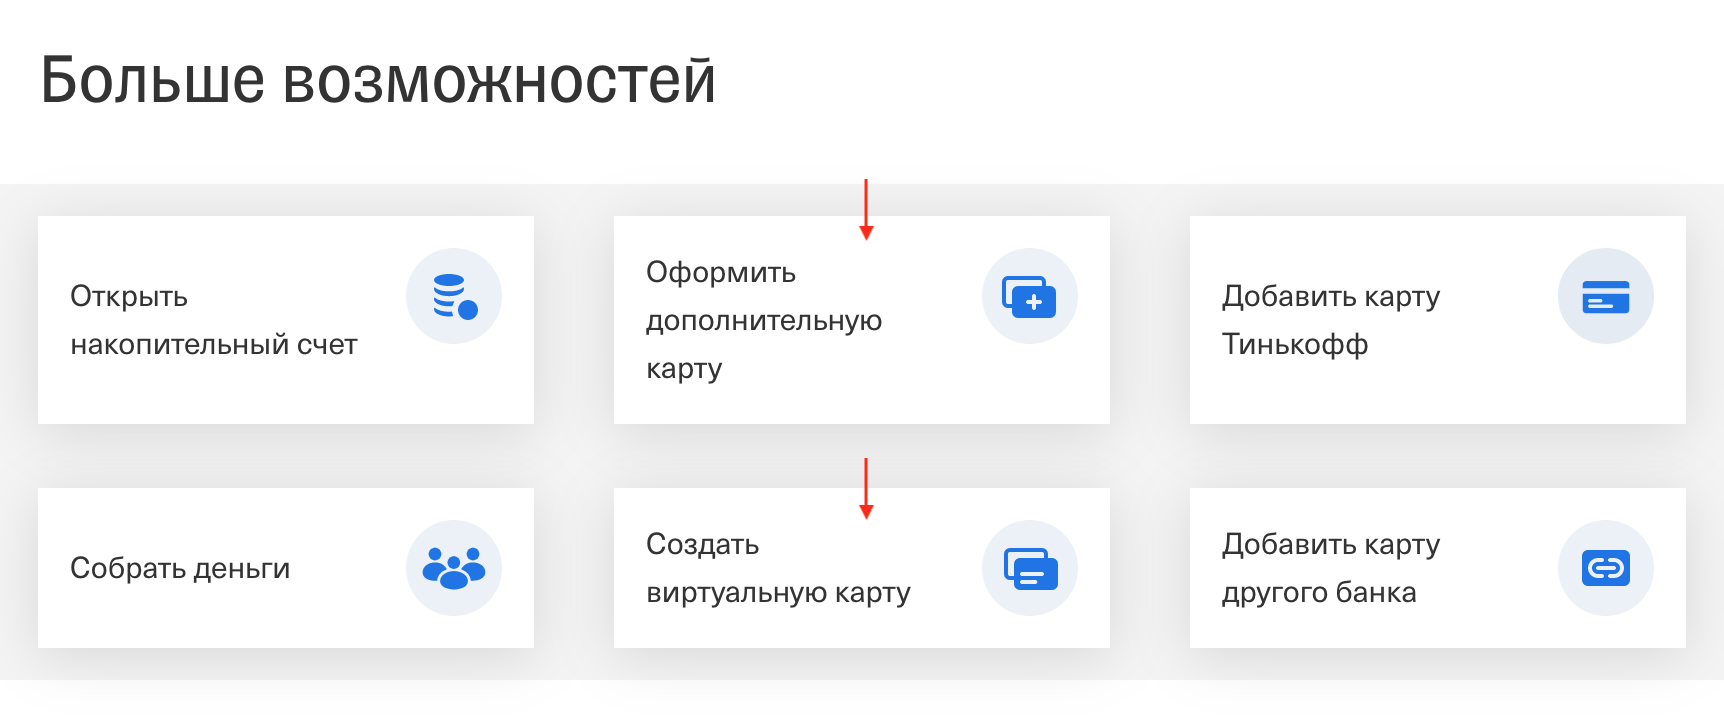 Больше возможностей
Открыть
накопительный счет
Оформить
дополнительную
карту
Добавить карту
Тинькофф
Собрать деньги
Создать
виртуальную карту
Добавить карту
другого банка